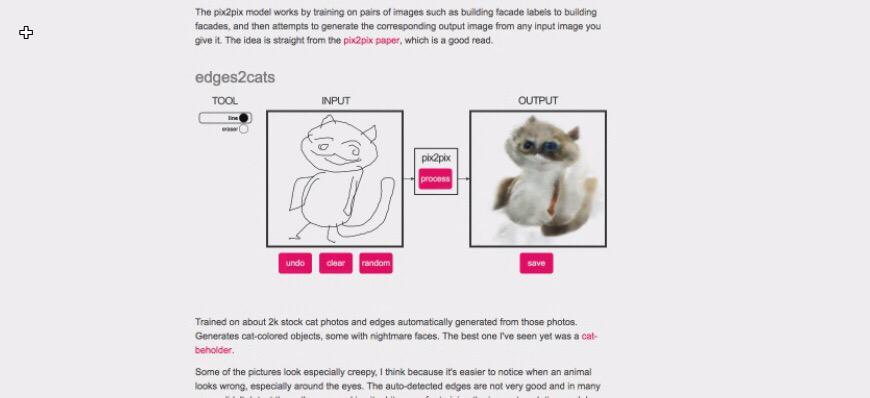 The pix2pix model works by training on pairs of images such as building facade labels to building
facades, and then attempts to generate the corresponding output image from any input image you
give it. The idea is straight from the pix2pix paper, which is a good read.
edges2cats
TOOL
INPUT
OUTPUT
line
eraser
pix2pix
process
undo
clear
random
save
Trained on about 2k stock cat photos and edges automatically generated from those photos.
Generates cat-colored objects, some with nightmare faces. The best one I've seen yet was a cat-
beholder.
Some of the pictures look especially creepy, I think because it's easier to notice when an animal
looks wrong, especially around the eyes. The auto-detected edges are not very good and in many